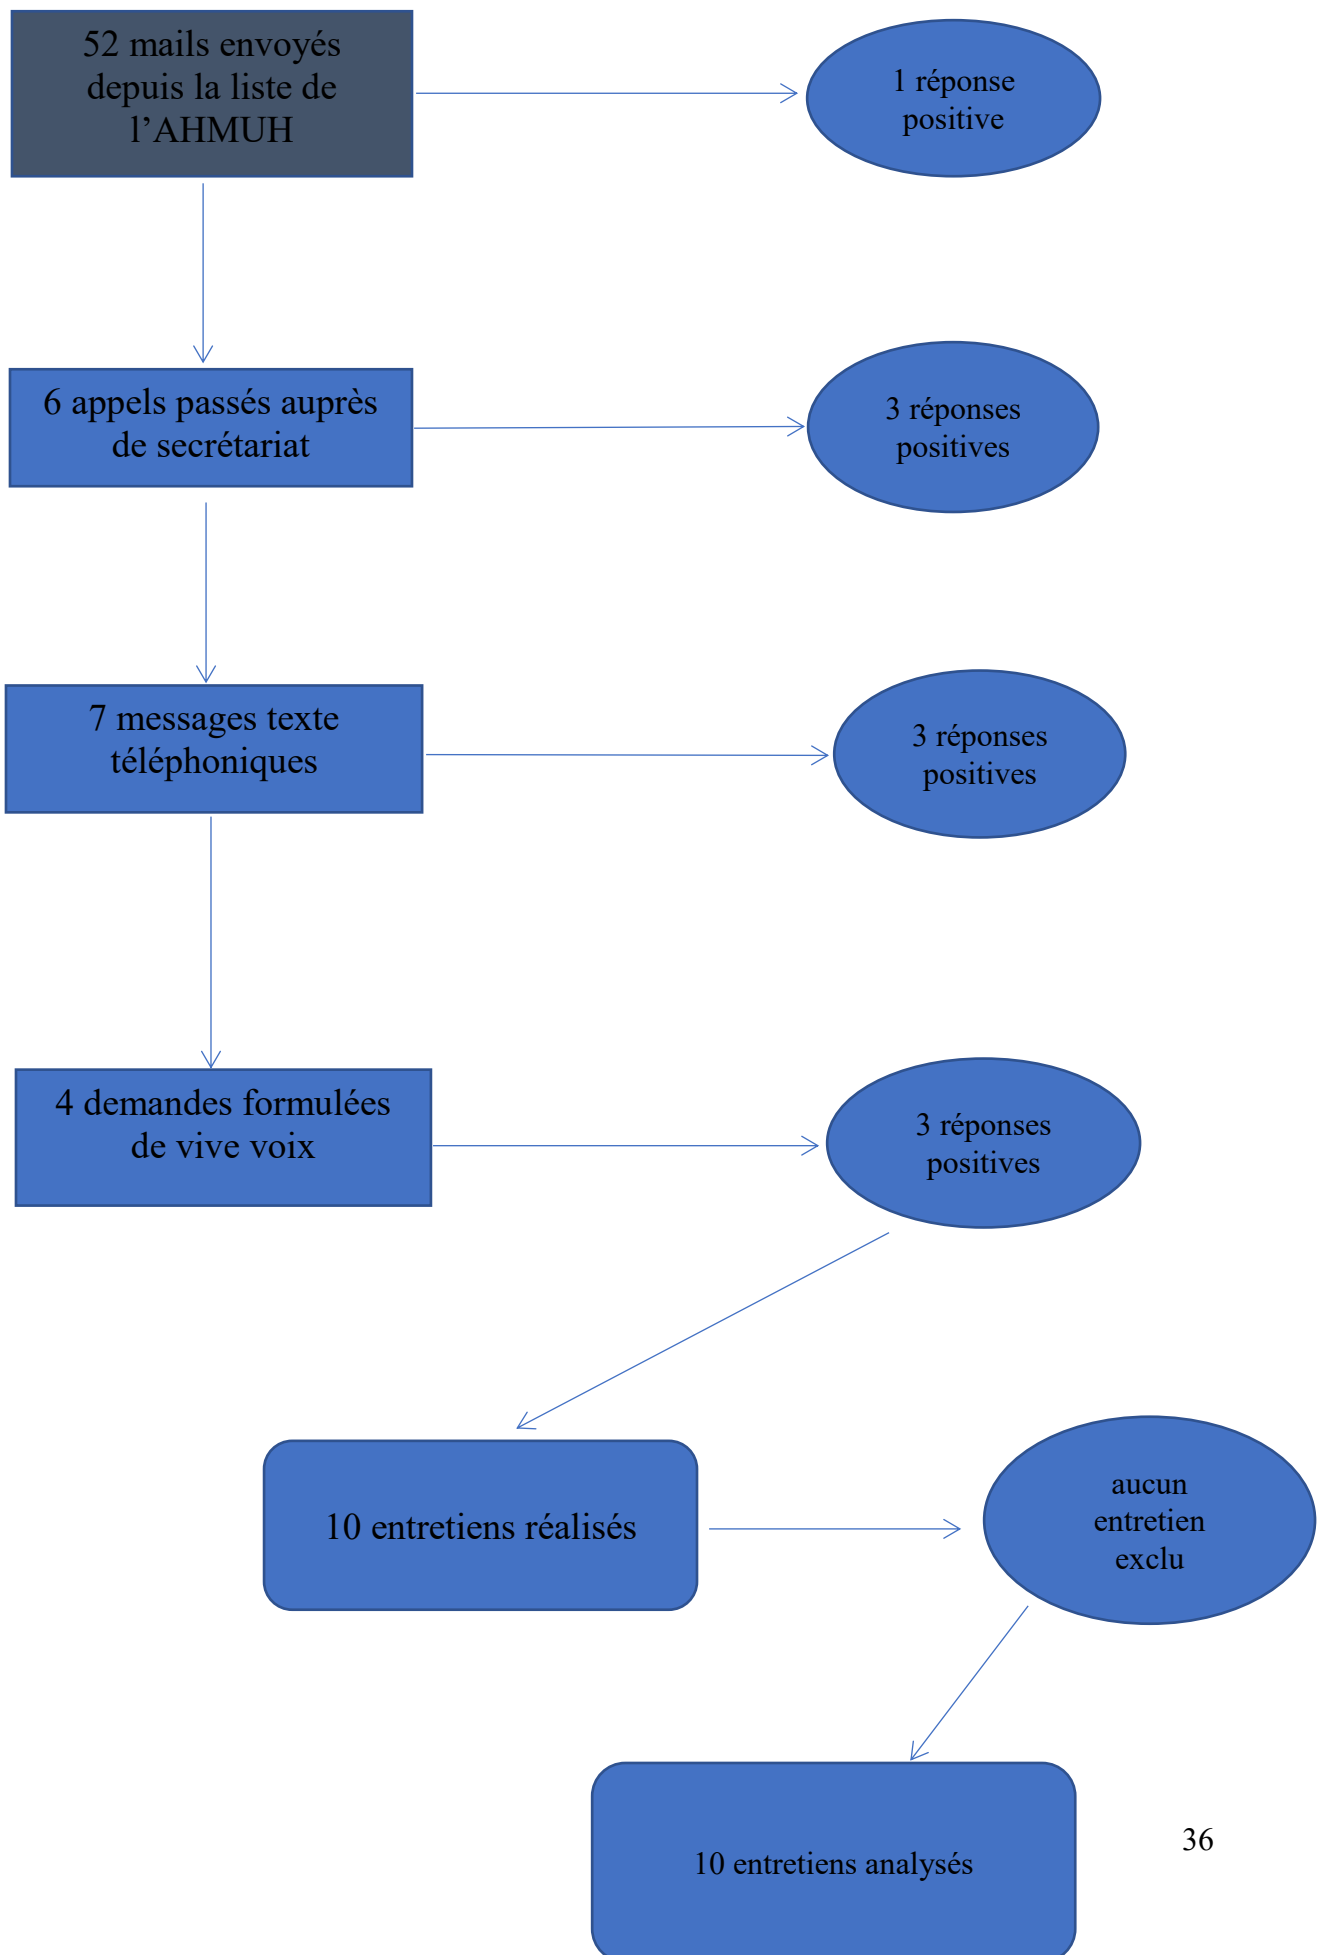 52 mails envoyés
depuis la liste de
l’AHMUH
1 réponse
positive
6 appels passés auprès
de secrétariat
3 réponses
positives
7 messages texte
téléphoniques
3 réponses
positives
4 demandes formulées
de vive voix
3 réponses
positives
10 entretiens réalisés
aucun
entretien
exclu
10 entretiens analysés
36